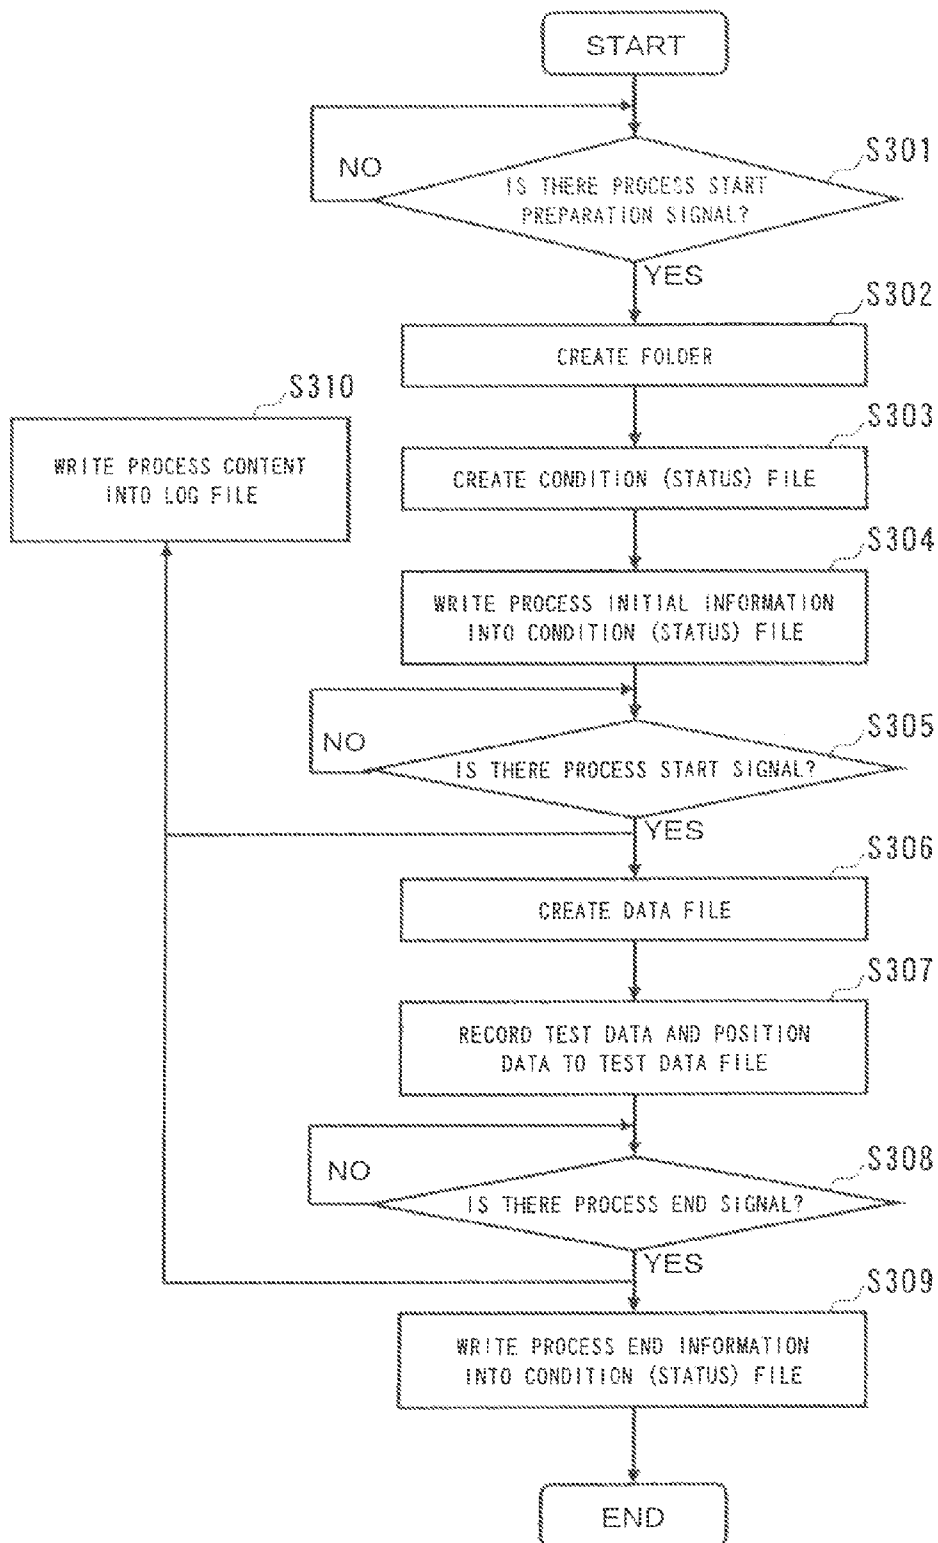 START
S301
NO
IS THERE PROCESS START
PREPARATION SIGNAL?
YES
S302
CREATE FOLDER
S310
WRITE PROCESS CONTENT
INTO LOG FILE
S303
CREATE CONDITION (STATUS) FILE
S304
WRITE PROCESS INITIAL INFORMATION
INTO CONDITION (STATUS) FILE
S305
NO
IS THERE PROCESS START SIGNAL?
YES
S306
CREATE DATA FILE
S307
RECORD TEST DATA AND POSITION
DATA TO TEST DATA FILE
S308
NO
IS THERE PROCESS END SIGNAL?
YES
S309
WRITE PROCESS END INFORMATION
INTO CONDITION (STATUS) FILE
END